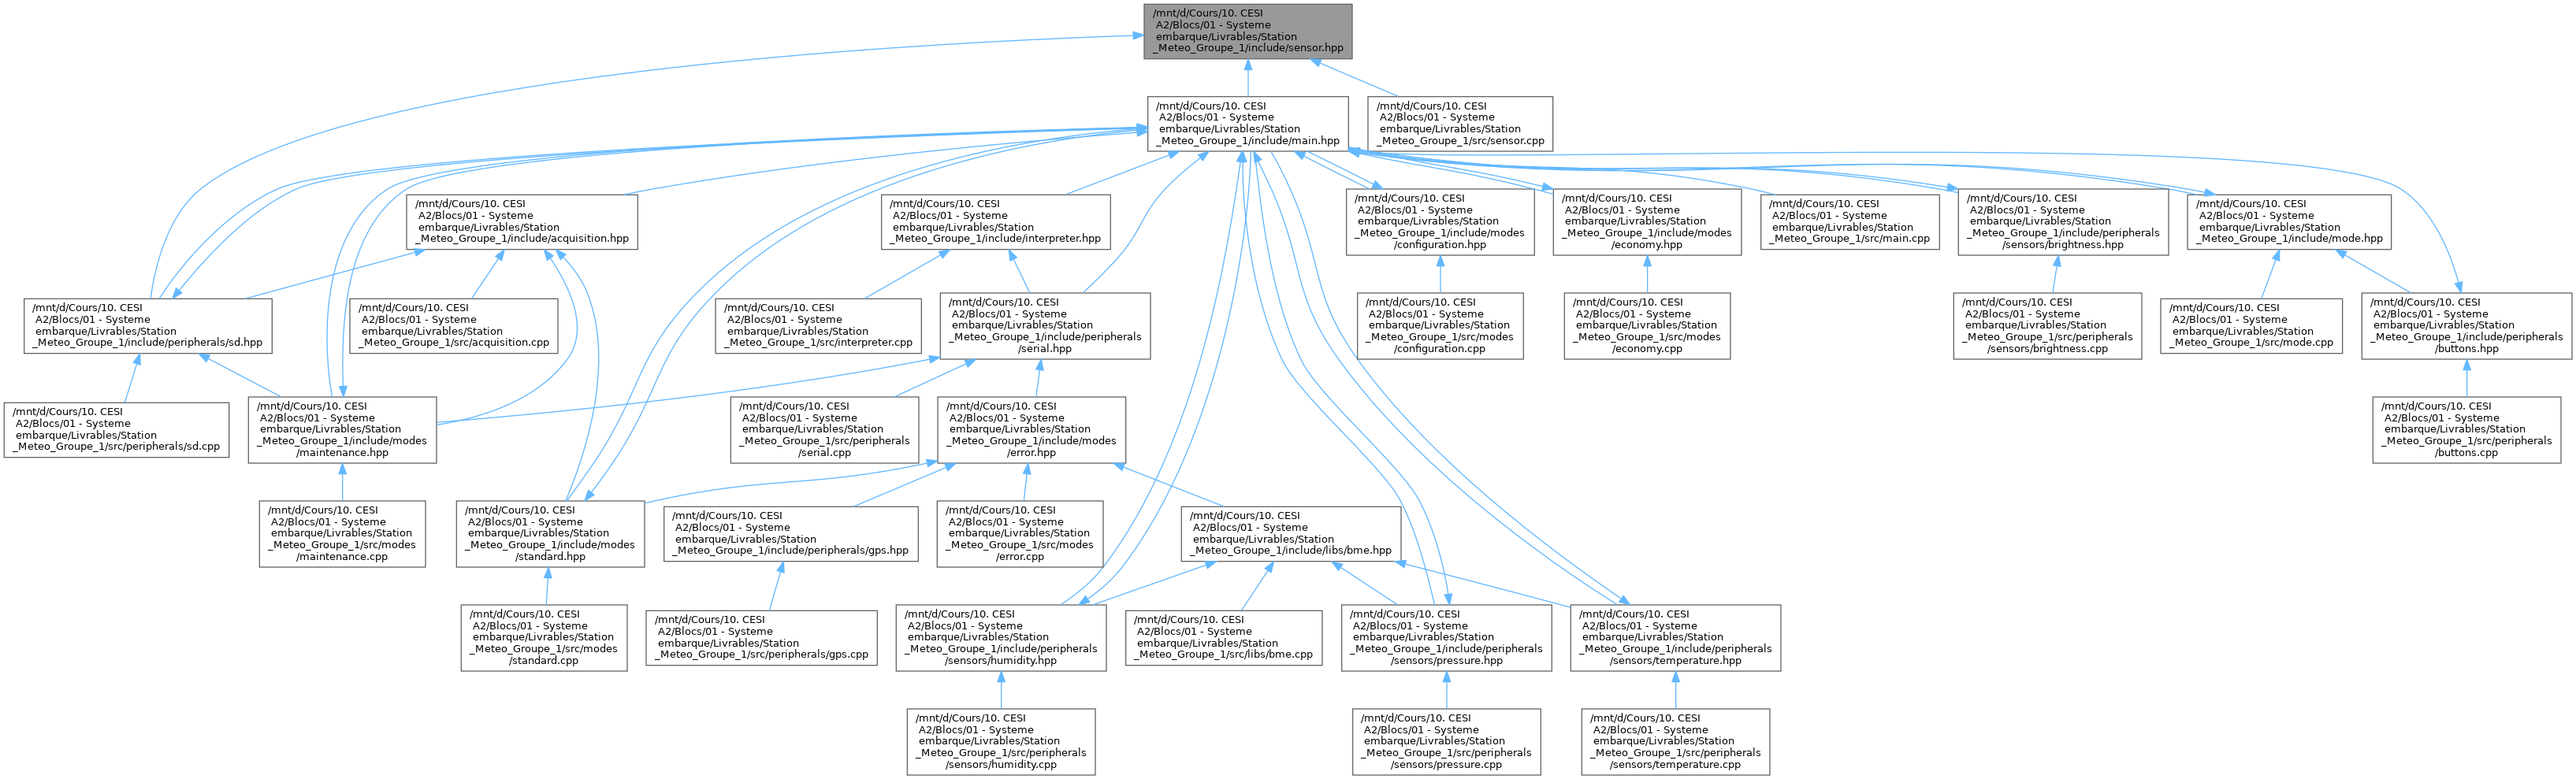 /mnt/d/Cours/10. CESI
A2/Blocs/01 - Systeme
embarque/Livrables/Station
_Meteo_Groupe_1/include/sensor.hpp
/mnt/d/Cours/10. CESI
A2/Blocs/01 - Systeme
embarque/Livrables/Station
_Meteo_Groupe_1/include/main.hpp
/mnt/d/Cours/10. CESI
A2/Blocs/01 - Systeme
embarque/Livrables/Station
_Meteo_Groupe_1/src/sensor.cpp
/mnt/d/Cours/10. CESI
A2/Blocs/01 - Systeme
embarque/Livrables/Station
_Meteo_Groupe_1/include/acquisition.hpp
/mnt/d/Cours/10. CESI
A2/Blocs/01 - Systeme
embarque/Livrables/Station
_Meteo_Groupe_1/include/interpreter.hpp
/mnt/d/Cours/10. CESI
A2/Blocs/01 - Systeme
embarque/Livrables/Station
_Meteo_Groupe_1/include/modes
/configuration.hpp
/mnt/d/Cours/10. CESI
A2/Blocs/01 - Systeme
embarque/Livrables/Station
_Meteo_Groupe_1/include/modes
/economy.hpp
/mnt/d/Cours/10. CESI
A2/Blocs/01 - Systeme
embarque/Livrables/Station
_Meteo_Groupe_1/src/main.cpp
/mnt/d/Cours/10. CESI
A2/Blocs/01 - Systeme
embarque/Livrables/Station
_Meteo_Groupe_1/include/peripherals
/sensors/brightness.hpp
/mnt/d/Cours/10. CESI
A2/Blocs/01 - Systeme
embarque/Livrables/Station
_Meteo_Groupe_1/include/mode.hpp
/mnt/d/Cours/10. CESI
A2/Blocs/01 - Systeme
embarque/Livrables/Station
_Meteo_Groupe_1/include/peripherals/sd.hpp
/mnt/d/Cours/10. CESI
A2/Blocs/01 - Systeme
embarque/Livrables/Station
_Meteo_Groupe_1/src/acquisition.cpp
/mnt/d/Cours/10. CESI
A2/Blocs/01 - Systeme
embarque/Livrables/Station
_Meteo_Groupe_1/src/interpreter.cpp
/mnt/d/Cours/10. CESI
A2/Blocs/01 - Systeme
embarque/Livrables/Station
_Meteo_Groupe_1/include/peripherals
/serial.hpp
/mnt/d/Cours/10. CESI
A2/Blocs/01 - Systeme
embarque/Livrables/Station
_Meteo_Groupe_1/src/modes
/configuration.cpp
/mnt/d/Cours/10. CESI
A2/Blocs/01 - Systeme
embarque/Livrables/Station
_Meteo_Groupe_1/src/modes
/economy.cpp
/mnt/d/Cours/10. CESI
A2/Blocs/01 - Systeme
embarque/Livrables/Station
_Meteo_Groupe_1/src/peripherals
/sensors/brightness.cpp
/mnt/d/Cours/10. CESI
A2/Blocs/01 - Systeme
embarque/Livrables/Station
_Meteo_Groupe_1/src/mode.cpp
/mnt/d/Cours/10. CESI
A2/Blocs/01 - Systeme
embarque/Livrables/Station
_Meteo_Groupe_1/include/peripherals
/buttons.hpp
/mnt/d/Cours/10. CESI
A2/Blocs/01 - Systeme
embarque/Livrables/Station
_Meteo_Groupe_1/src/peripherals/sd.cpp
/mnt/d/Cours/10. CESI
A2/Blocs/01 - Systeme
embarque/Livrables/Station
_Meteo_Groupe_1/include/modes
/maintenance.hpp
/mnt/d/Cours/10. CESI
A2/Blocs/01 - Systeme
embarque/Livrables/Station
_Meteo_Groupe_1/src/peripherals
/serial.cpp
/mnt/d/Cours/10. CESI
A2/Blocs/01 - Systeme
embarque/Livrables/Station
_Meteo_Groupe_1/include/modes
/error.hpp
/mnt/d/Cours/10. CESI
A2/Blocs/01 - Systeme
embarque/Livrables/Station
_Meteo_Groupe_1/src/peripherals
/buttons.cpp
/mnt/d/Cours/10. CESI
A2/Blocs/01 - Systeme
embarque/Livrables/Station
_Meteo_Groupe_1/src/modes
/maintenance.cpp
/mnt/d/Cours/10. CESI
A2/Blocs/01 - Systeme
embarque/Livrables/Station
_Meteo_Groupe_1/include/modes
/standard.hpp
/mnt/d/Cours/10. CESI
A2/Blocs/01 - Systeme
embarque/Livrables/Station
_Meteo_Groupe_1/include/peripherals/gps.hpp
/mnt/d/Cours/10. CESI
A2/Blocs/01 - Systeme
embarque/Livrables/Station
_Meteo_Groupe_1/src/modes
/error.cpp
/mnt/d/Cours/10. CESI
A2/Blocs/01 - Systeme
embarque/Livrables/Station
_Meteo_Groupe_1/include/libs/bme.hpp
/mnt/d/Cours/10. CESI
A2/Blocs/01 - Systeme
embarque/Livrables/Station
_Meteo_Groupe_1/src/modes
/standard.cpp
/mnt/d/Cours/10. CESI
A2/Blocs/01 - Systeme
embarque/Livrables/Station
_Meteo_Groupe_1/src/peripherals/gps.cpp
/mnt/d/Cours/10. CESI
A2/Blocs/01 - Systeme
embarque/Livrables/Station
_Meteo_Groupe_1/include/peripherals
/sensors/humidity.hpp
/mnt/d/Cours/10. CESI
A2/Blocs/01 - Systeme
embarque/Livrables/Station
_Meteo_Groupe_1/src/libs/bme.cpp
/mnt/d/Cours/10. CESI
A2/Blocs/01 - Systeme
embarque/Livrables/Station
_Meteo_Groupe_1/include/peripherals
/sensors/pressure.hpp
/mnt/d/Cours/10. CESI
A2/Blocs/01 - Systeme
embarque/Livrables/Station
_Meteo_Groupe_1/include/peripherals
/sensors/temperature.hpp
/mnt/d/Cours/10. CESI
A2/Blocs/01 - Systeme
embarque/Livrables/Station
_Meteo_Groupe_1/src/peripherals
/sensors/humidity.cpp
/mnt/d/Cours/10. CESI
A2/Blocs/01 - Systeme
embarque/Livrables/Station
_Meteo_Groupe_1/src/peripherals
/sensors/pressure.cpp
/mnt/d/Cours/10. CESI
A2/Blocs/01 - Systeme
embarque/Livrables/Station
_Meteo_Groupe_1/src/peripherals
/sensors/temperature.cpp